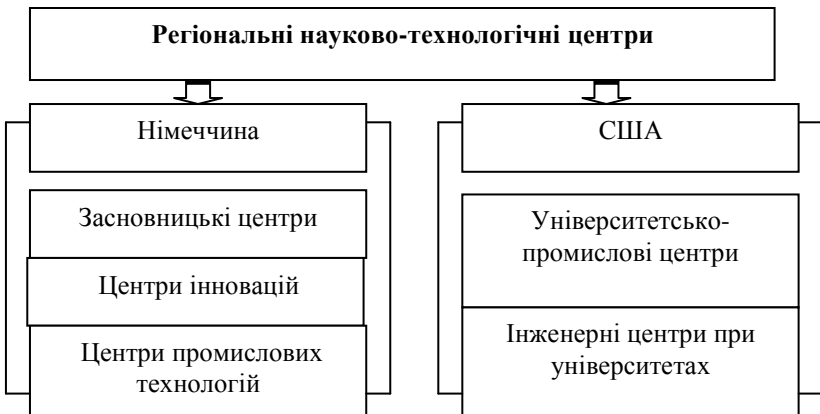 Регіональні науково-технологічні центри
Німеччина
Засновницькі центри
Центри інновацій
Центри промислових
технологій
США
Університетсько-
промислові центри
Інженерні центри при
університетах